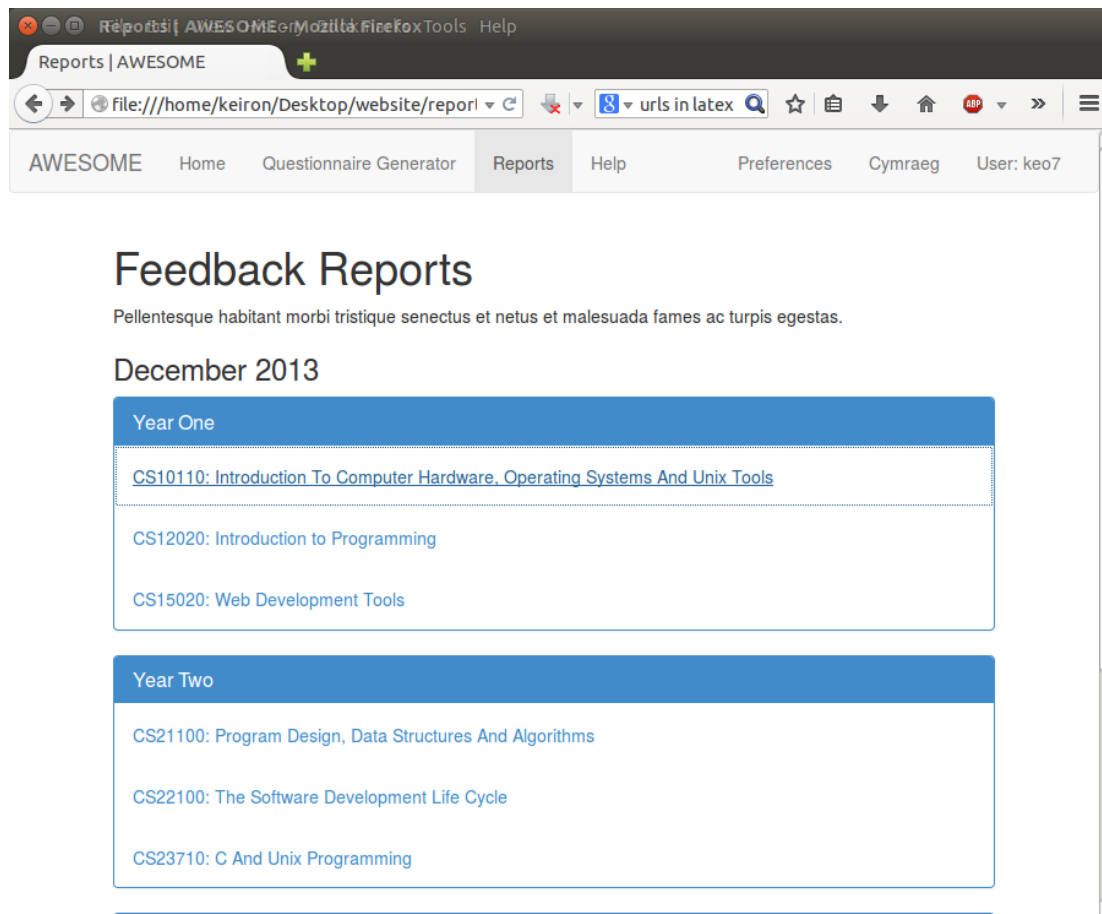 Reports | AWESOME - Mozilla Firefox Tools Help
Reports | AWESOME
file:///home/keiron/Desktop/website/report
urls in latex
ABP
AWESOME Home Questionnaire Generator Reports Help Preferences Cymraeg User: keo7
Feedback Reports
Pellentesque habitant morbi tristique senectus et netus et malesuada fames ac turpis egestas.
December 2013
Year One
CS10110: Introduction To Computer Hardware, Operating Systems And Unix Tools
CS12020: Introduction to Programming
CS15020: Web Development Tools
Year Two
CS21100: Program Design, Data Structures And Algorithms
CS22100: The Software Development Life Cycle
CS23710: C And Unix Programming